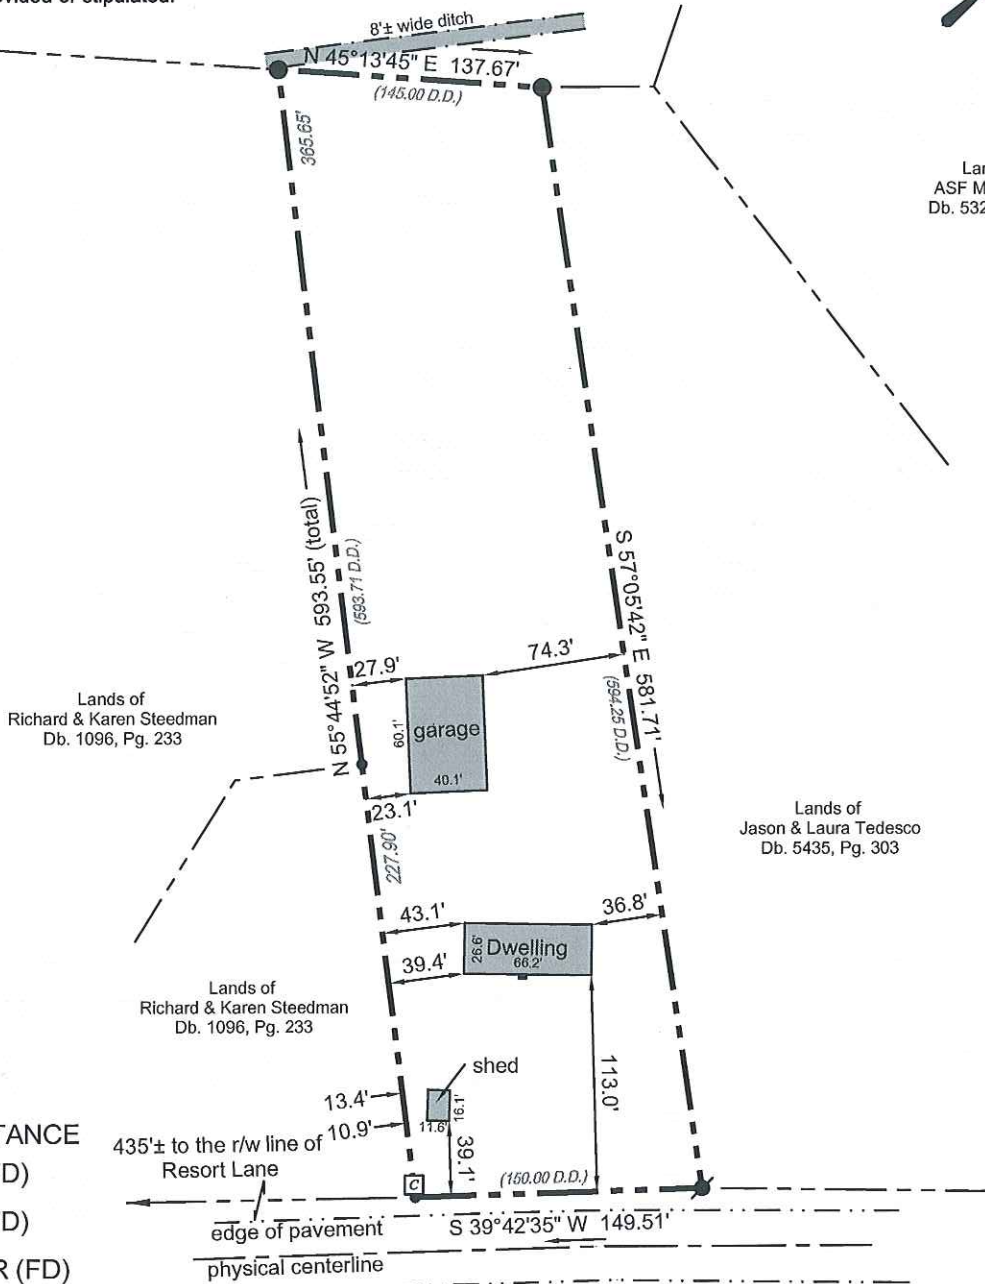 8'± wide ditch
N 45°13'45" E 137.67'
(145.00 D.D.)
365.65'
Db. 532
N 55°44'52" W 593.55' (total)
(593.71 D.D.)
S 57°05'42" E 581.71'
(594.25 D.D.)
27.9'
74.3'
60.1'
garage
40.1'
23.1'
227.90'
Lands of
Richard & Karen Steedman
Db. 1096, Pg. 233
Lands of
Jason & Laura Tedesco
Db. 5435, Pg. 303
43.1'
36.8'
26.6'
Dwelling
66.2'
39.4'
Lands of
Richard & Karen Steedman
Db. 1096, Pg. 233
shed
13.4'
16.1'
11.6'
10.9'
39.1'
113.0'
435'± to the r/w line of
Resort Lane
C
(150.00 D.D.)
edge of pavement
S 39°42'35" W 149.51'
physical centerline
TANCE
D)
D)
R (FD)